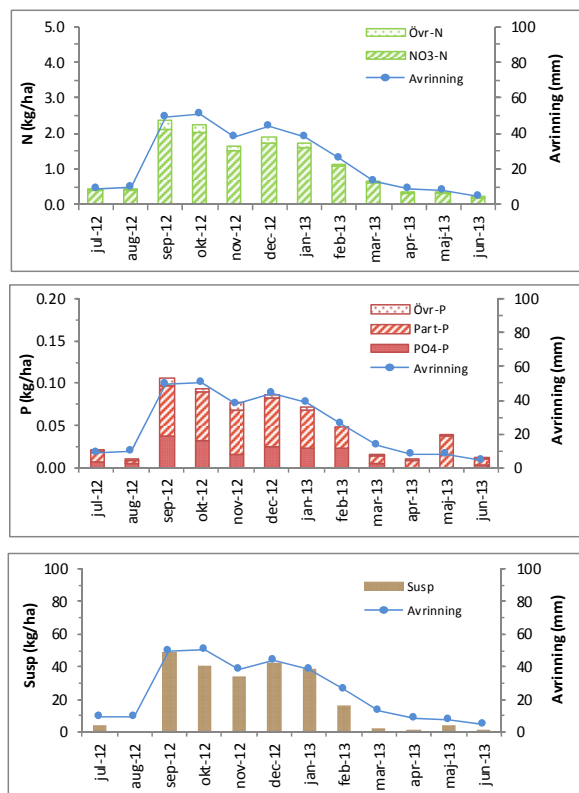 5.0
4.0
3.0
2.0
1.0
0.0
N (kg/ha)
Övr-N
NO3-N
Avrinning
100
80
60
40
20
0
Avrinning (mm)
jul-12 aug-12 sep-12 okt-12 nov-12 dec-12 jan-13 feb-13 mar-13 apr-13 maj-13 jun-13
0.20
0.15
0.10
0.05
0.00
P (kg/ha)
Övr-P
Part-P
PO4-P
Avrinning
100
80
60
40
20
0
Avrinning (mm)
jul-12 aug-12 sep-12 okt-12 nov-12 dec-12 jan-13 feb-13 mar-13 apr-13 maj-13 jun-13
100
80
60
40
20
0
Susp (kg/ha)
Susp
Avrinning
100
80
60
40
20
0
Avrinning (mm)
jul-12 aug-12 sep-12 okt-12 nov-12 dec-12 jan-13 feb-13 mar-13 apr-13 maj-13 jun-13